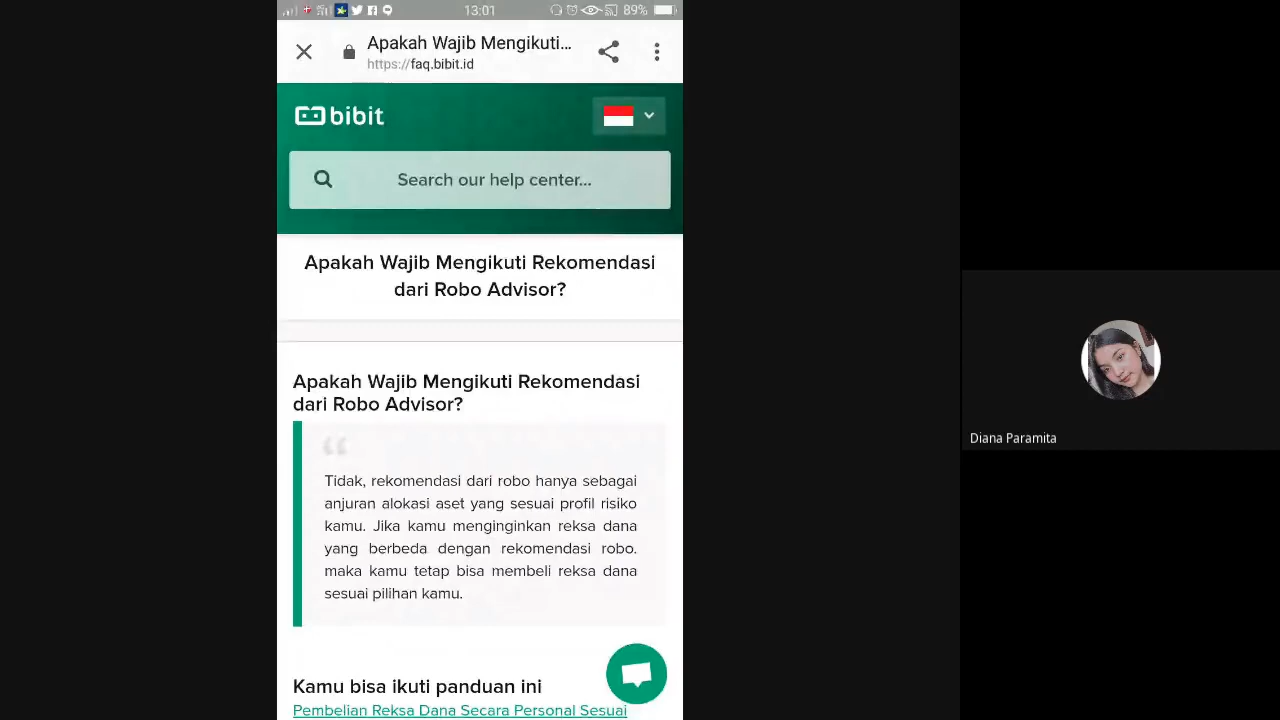 13:01
89%
Apakah Wajib Mengikuti...
https://faq.bibit.id
bibit
Search our help center...
Apakah Wajib Mengikuti Rekomendasi
dari Robo Advisor?
Apakah Wajib Mengikuti Rekomendasi
dari Robo Advisor?
“
Tidak, rekomendasi dari robo hanya sebagai
anjuran alokasi aset yang sesuai profil risiko
kamu. Jika kamu menginginkan reksa dana
yang berbeda dengan rekomendasi robo.
maka kamu tetap bisa membeli reksa dana
sesuai pilihan kamu.
Kamu bisa ikuti panduan ini
Pembelian Reksa Dana Secara Personal Sesuai
Diana Paramita